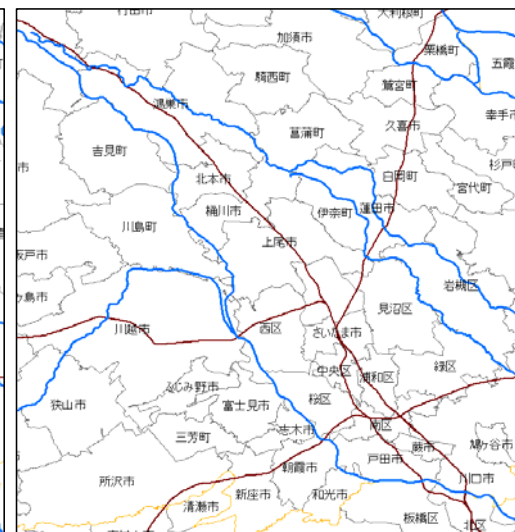 加須市
大利根町
栗橋町
五霞
騎西町
鷲宮町
鴻巣市
幸手市
菖蒲町
久喜市
吉見町
杉戸
北本市
白岡町
宮代町
桶川市
伊奈町
蓮田市
川島町
上尾市
岩槻区
見沼区
川越市
西区
さいたま市
中央区
浦和区
緑区
ふじみ野市
狭山市
富士見市
桜区
三芳町
志木市
南区
蕨市
鳩ヶ谷市
戸田市
所沢市
朝霞市
川口市
新座市
和光市
清瀬市
板橋区
北区